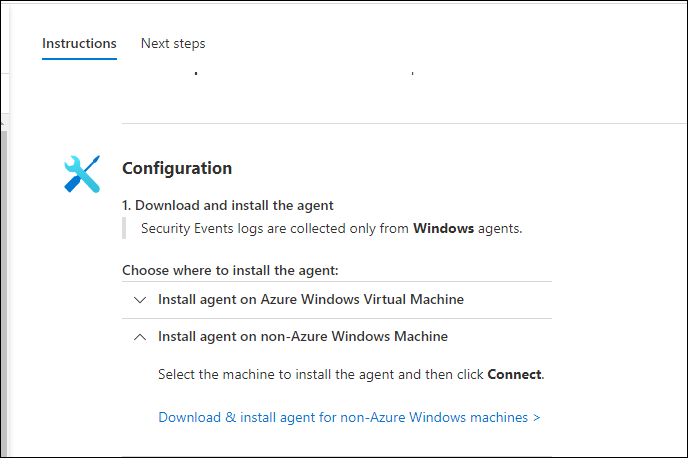 Instructions
Next steps
Configuration
1. Download and install the agent
Security Events logs are collected only from Windows agents.
Choose where to install the agent:
Install agent on Azure Windows Virtual Machine
Install agent on non-Azure Windows Machine
Select the machine to install the agent and then click Connect.
Download & install agent for non-Azure Windows machines >